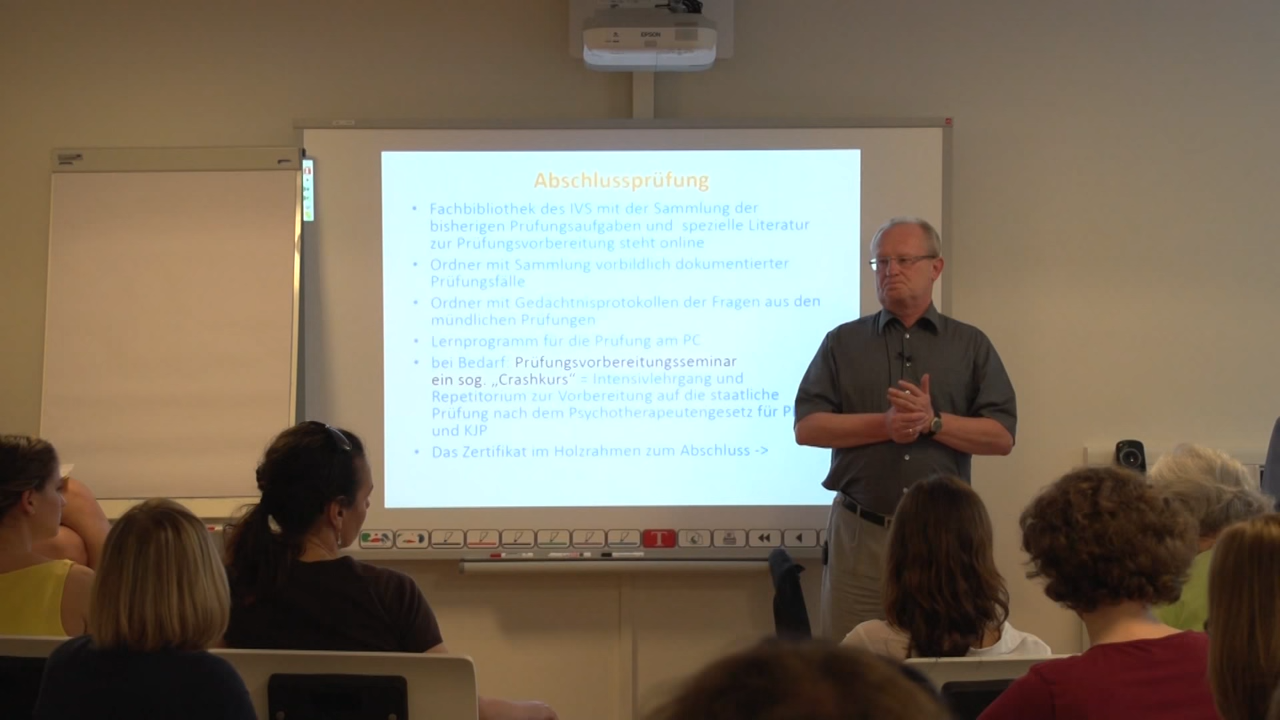 EPSON
Abschlussprüfung
• Fachbibliothek des IVS mit der Sammlung der
bisherigen Prüfungsaufgaben und spezielle Literatur
zur Prüfungsvorbereitung steht online
• Ordner mit Sammlung vorbildlich dokumentierter
Prüfungsfälle
• Ordner mit Gedächtnisprotokollen der Fragen aus den
mündlichen Prüfungen
• Lernprogramm für die Prüfung am PC
• bei Bedarf: Prüfungsvorbereitungsseminar
ein sog. „Crashkurs“ = Intensivlehrgang und
Repetitorium zur Vorbereitung auf die staatliche
Prüfung nach dem Psychotherapeutengesetz für P
und KJP
• Das Zertifikat im Holzrahmen zum Abschluss ->
T